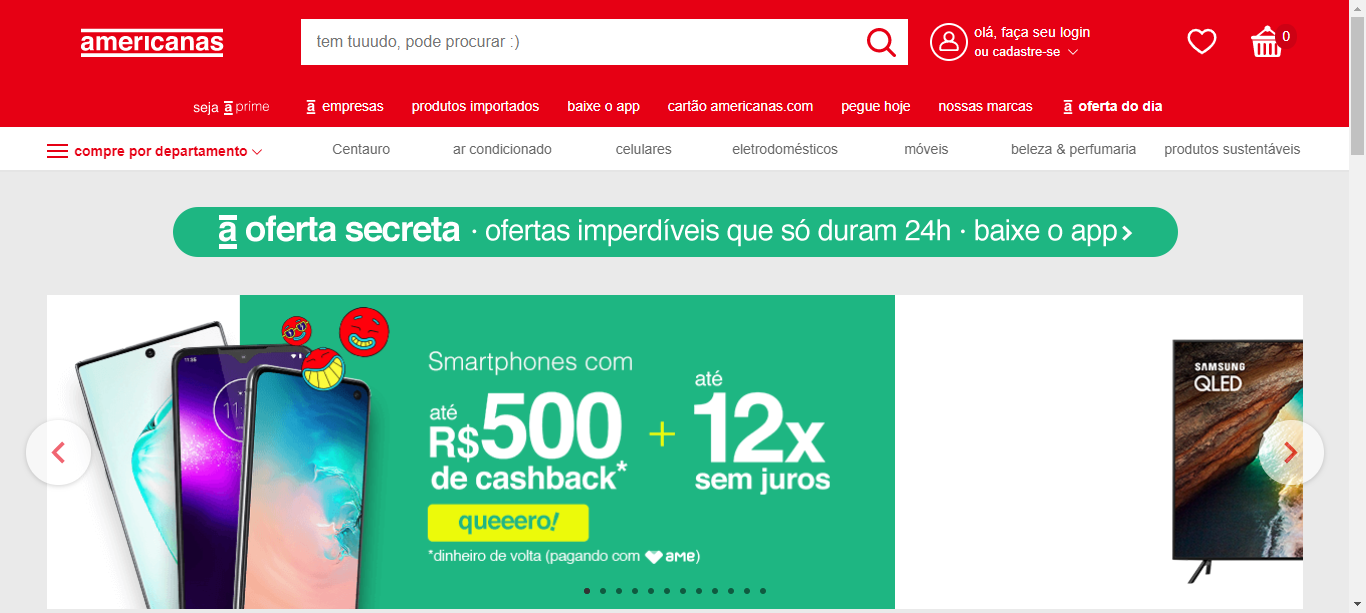 americanas
tem tuuudo, pode procurar :)
olá, faça seu login
ou cadastre-se
0
seja a prime
a empresas
produtos importados
baixe o app
cartão americanas.com
pegue hoje
nossas marcas
a oferta do dia
compre por departamento
Centauro
ar condicionado
celulares
eletrodomésticos
móveis
beleza & perfumaria
produtos sustentáveis
a oferta secreta · ofertas imperdíveis que só duram 24h · baixe o app
Smartphones com
até
R$500
de cashback*
+
até
12x
sem juros
queeero!
*dinheiro de volta (pagando com ame)
SAMSUNG
QLED